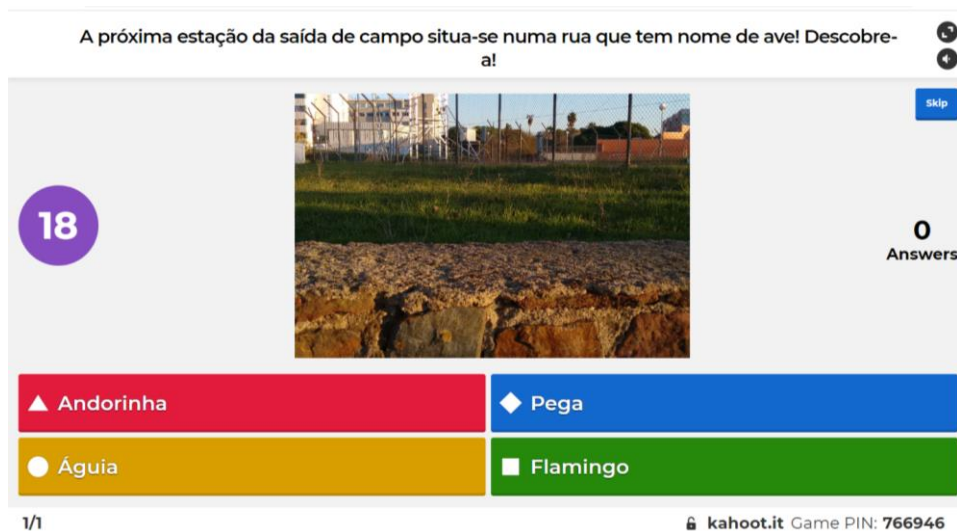 A próxima estação da saída de campo situa-se numa rua que tem nome de ave! Descobre-
a!
Skip
18
0
Answers
Andorinha
Pega
Águia
Flamingo
1/1
kahoot.it Game PIN: 766946